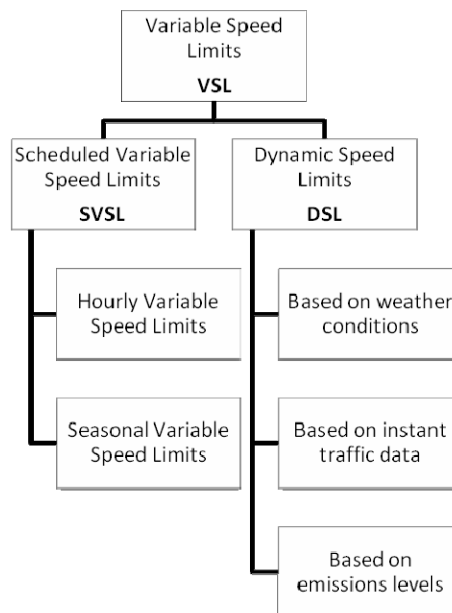 Variable Speed
Limits
VSL
Scheduled Variable
Speed Limits
SVSL
Dynamic Speed
Limits
DSL
Hourly Variable
Speed Limits
Seasonal Variable
Speed Limits
Based on weather
conditions
Based on instant
traffic data
Based on
emissions levels